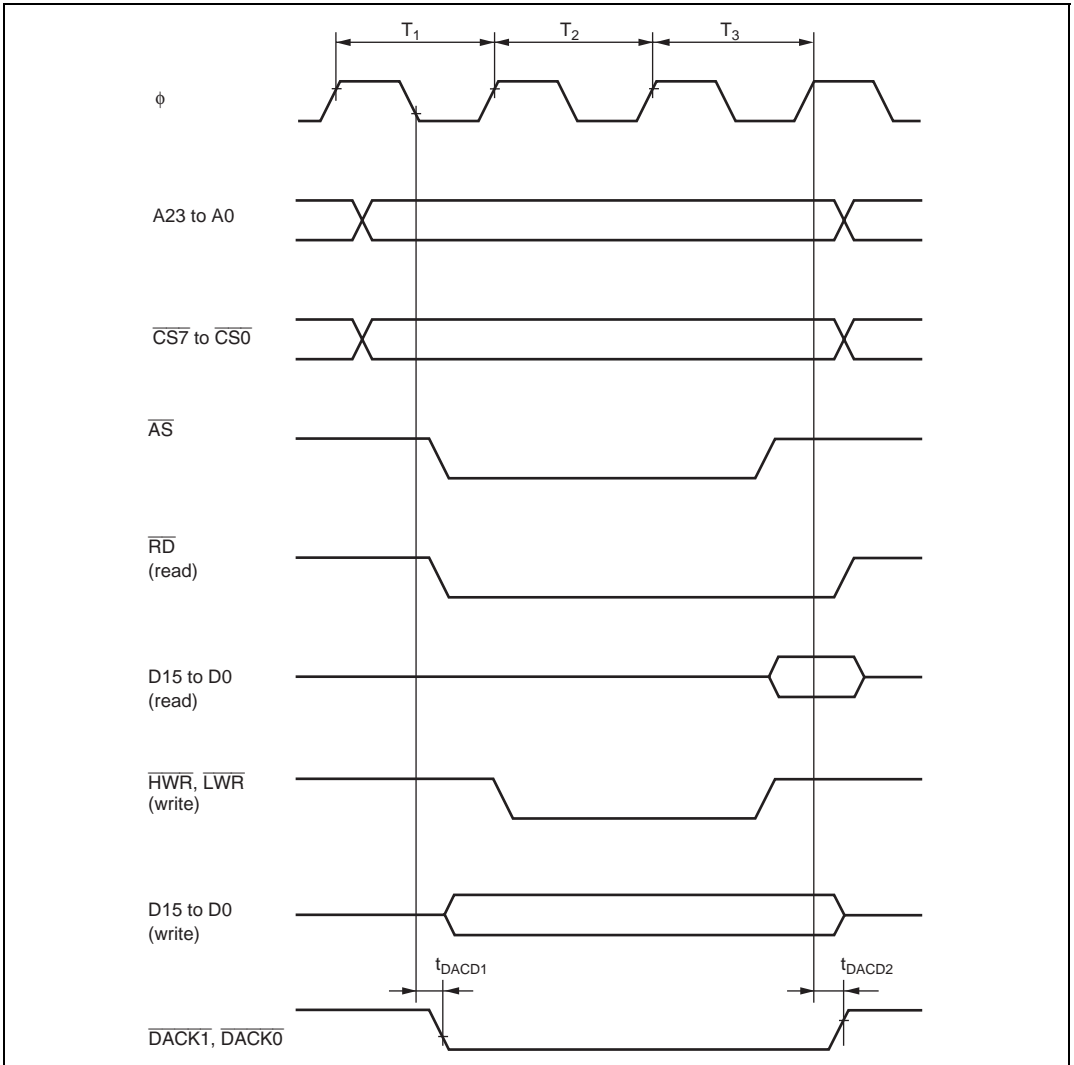 T1 T2 T3
φ
A23 to A0
CS7 to CS0
AS
RD
(read)
D15 to D0
(read)
HWR, LWR
(write)
D15 to D0
(write)
tDACD1 tDACD2
DACK1, DACK0